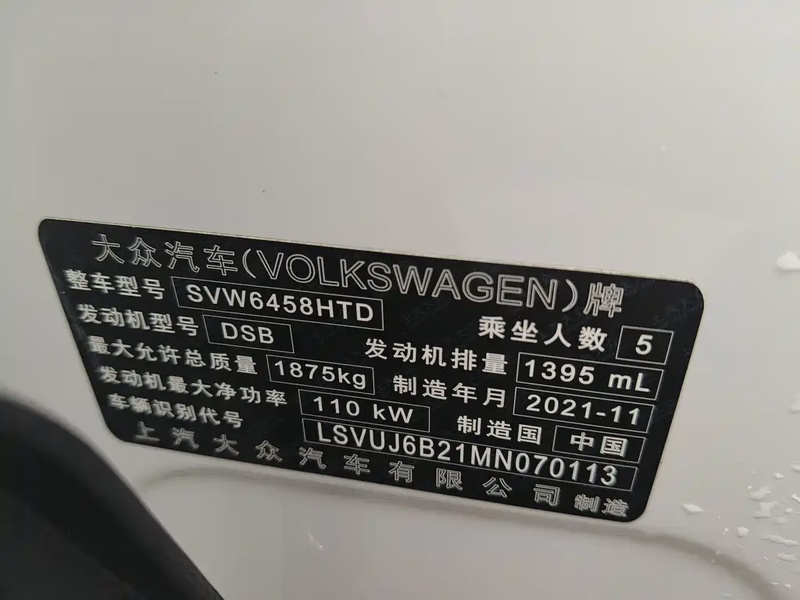 大众汽车(VOLKSWAGEN)牌
整车型号 SVW6458HTD 乘坐人数 5
发动机型号 DSB 发动机排量 1395 mL
最大允许总质量 1875kg 制造年月 2021-11
发动机最大净功率 110 kW 制造国 中国
车辆识别代号 LSVUJ6B21MN070113
上汽大众汽车有限公司 制造